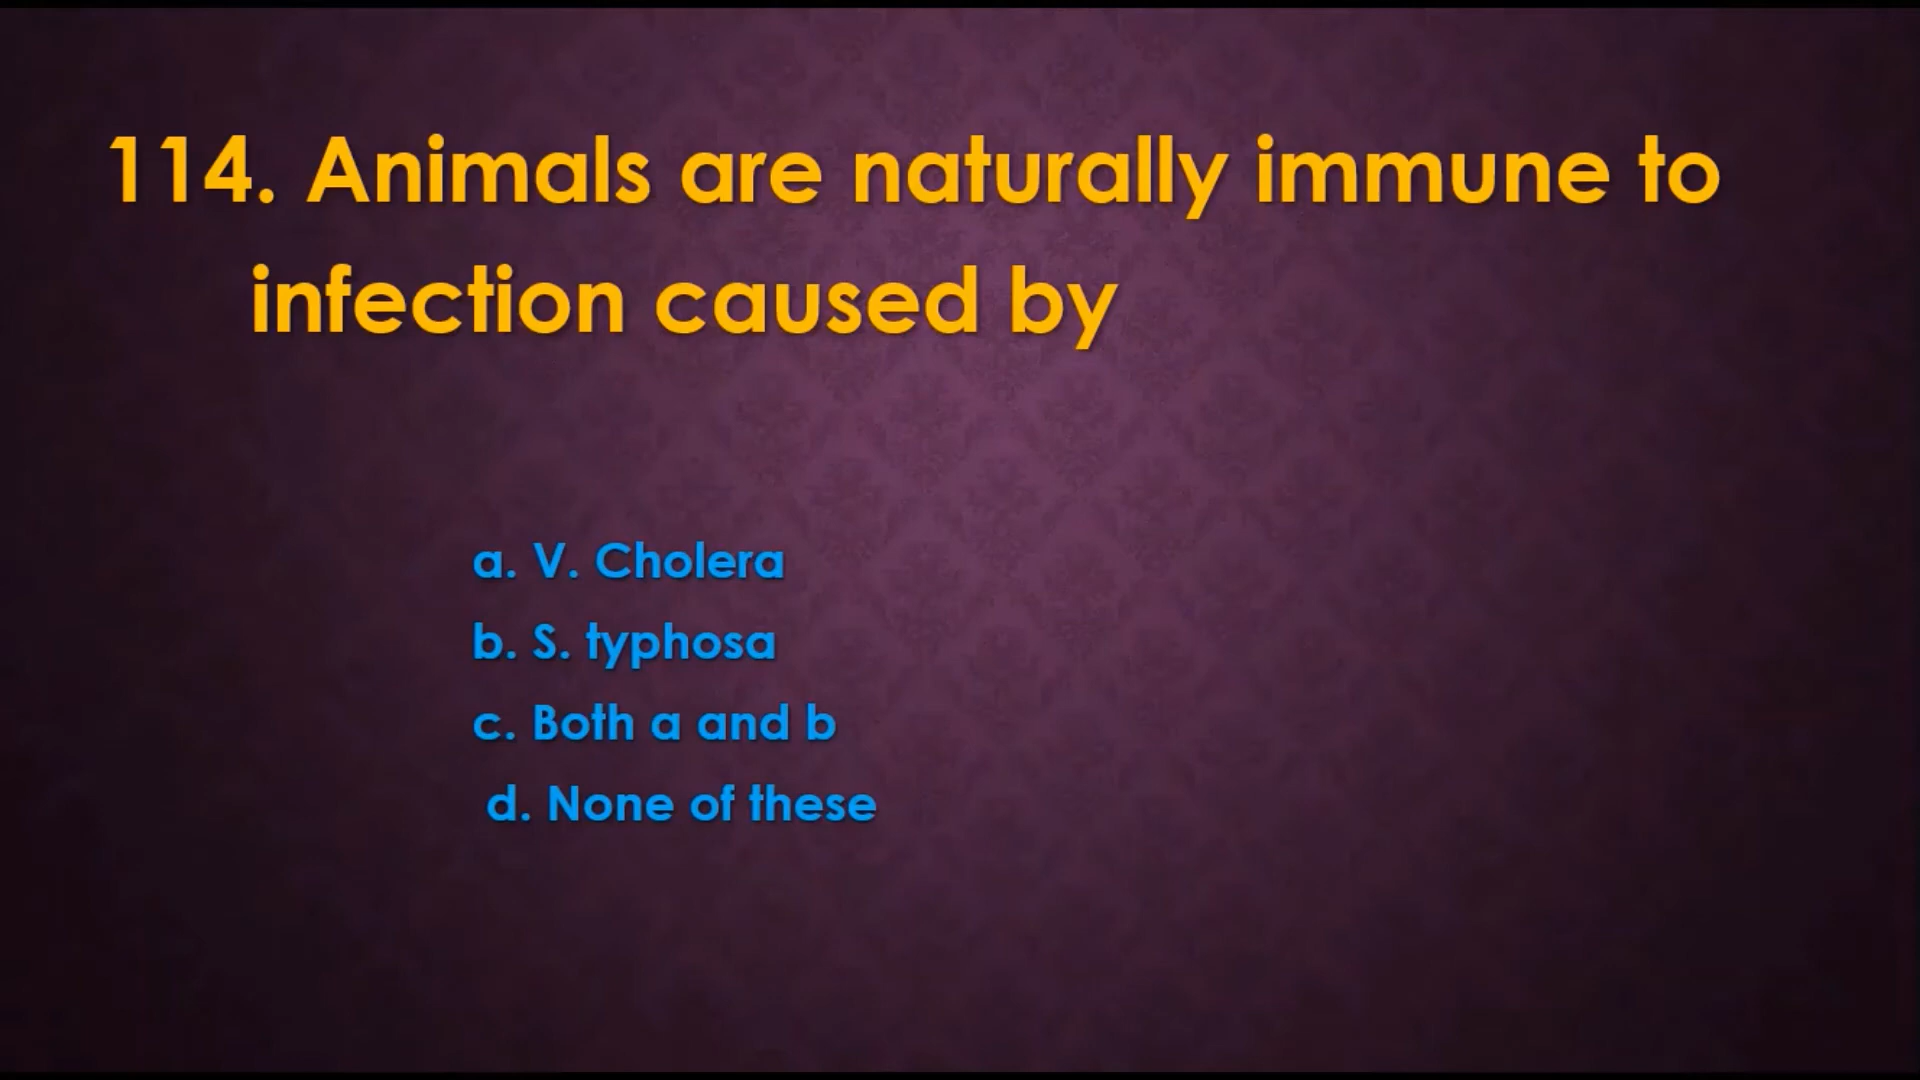 114. Animals are naturally immune to
infection caused by
a. V. Cholera
b. S. typhosa
c. Both a and b
d. None of these